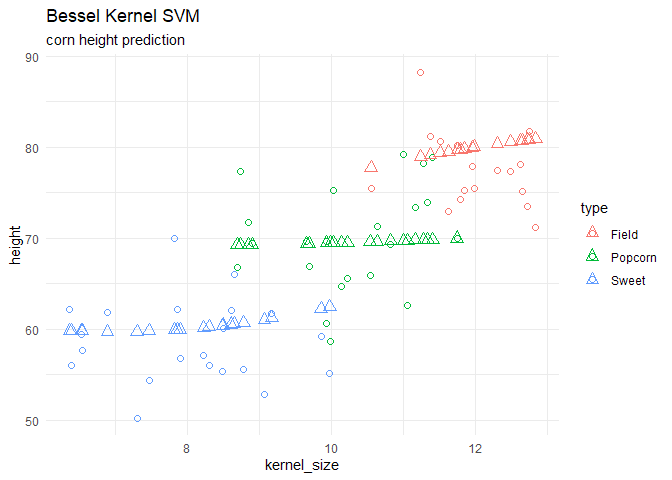 Bessel Kernel SVM
corn height prediction
90
80
70
60
50
height
8
10
12
kernel_size
type
Field
Popcorn
Sweet